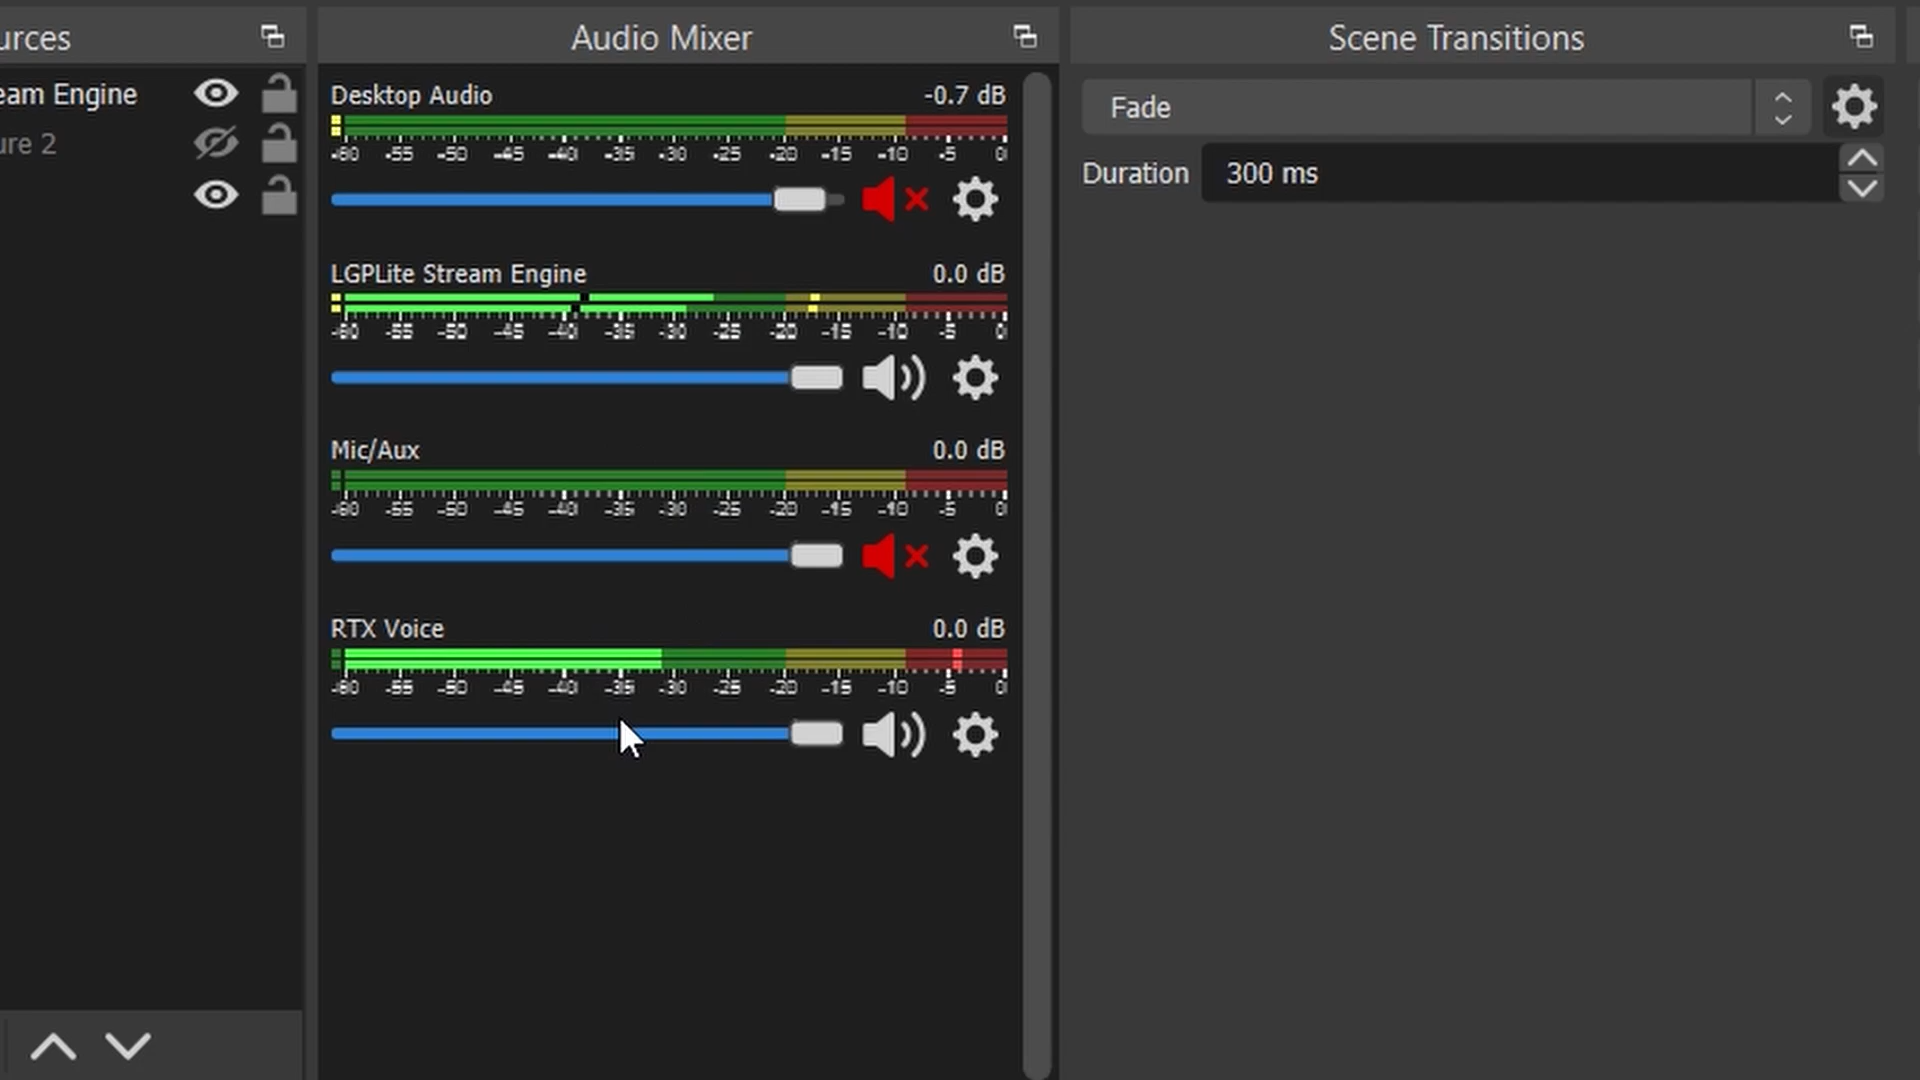 urces
eam Engine
ure 2
Audio Mixer
Desktop Audio
-0.7 dB
-60 -55 -50 -45 -40 -35 -30 -25 -20 -15 -10 -5 0
LGPLite Stream Engine
0.0 dB
-60 -55 -50 -45 -40 -35 -30 -25 -20 -15 -10 -5 0
Mic/Aux
0.0 dB
-60 -55 -50 -45 -40 -35 -30 -25 -20 -15 -10 -5 0
RTX Voice
0.0 dB
-60 -55 -50 -45 -40 -35 -30 -25 -20 -15 -10 -5 0
Scene Transitions
Fade
Duration
300 ms